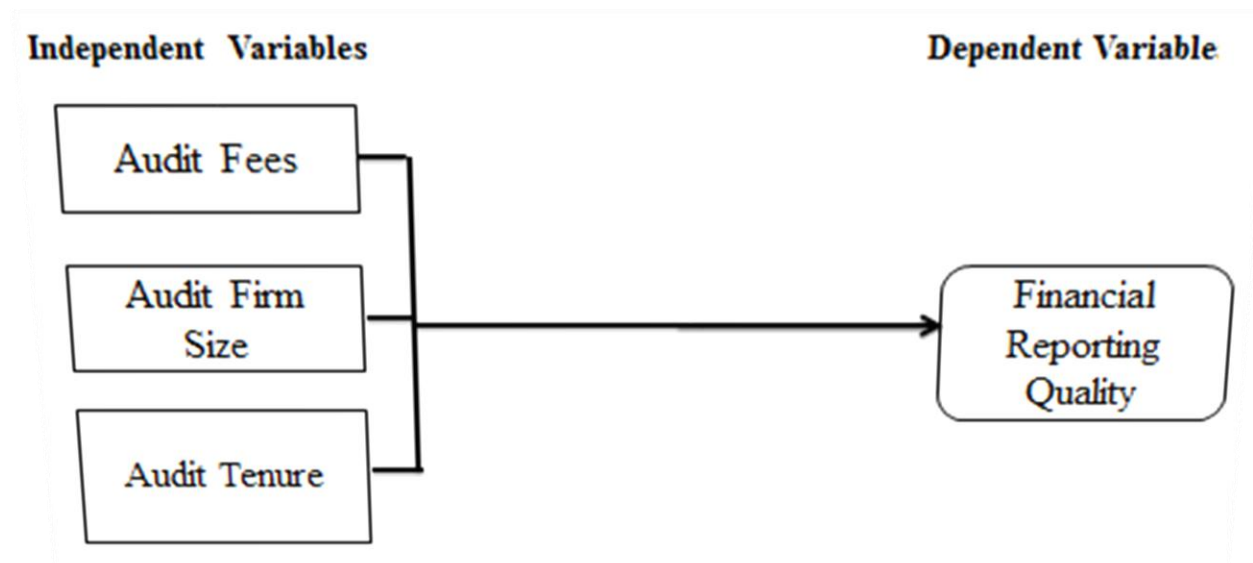 Independent Variables
Dependent Variable
Audit Fees
Audit Firm
Size
Audit Tenure
Financial
Reporting
Quality